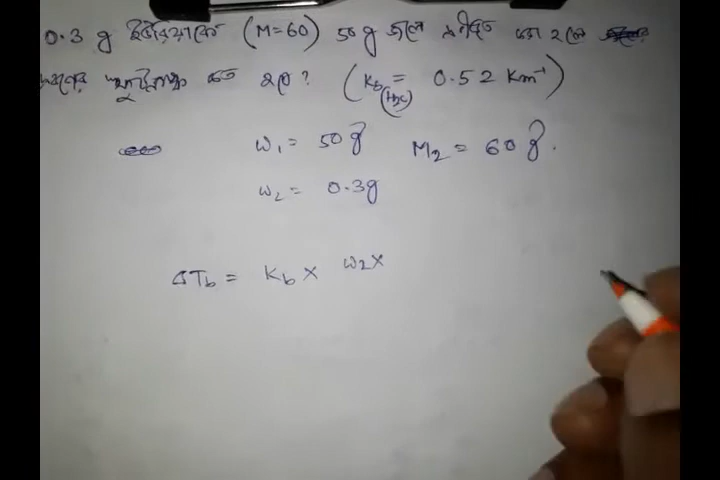 0.3 g ইউরিয়াকে (M=60) 50 g জলে দ্রবীভূত করা হলে
দ্রবণের স্ফুটনাঙ্ক কত হবে? (Kb = 0.52 Km⁻¹)
(H₂O)
w₁ = 50 g M₂ = 60 g.
w₂ = 0.3g
ΔTb = Kb × w₂×